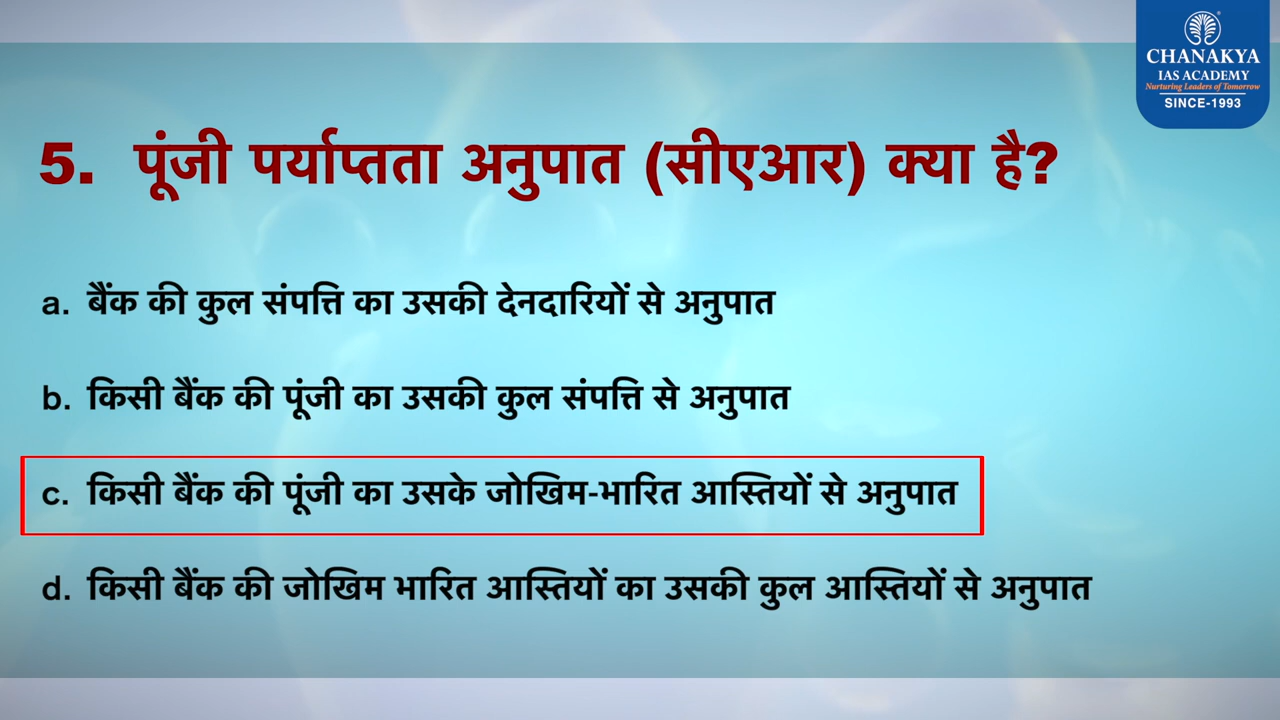 CHANAKYA
IAS ACADEMY
Nurturing Leaders of Tomorrow
SINCE-1993
5. पूंजी पर्याप्तता अनुपात (सीएआर) क्या है?
a. बैंक की कुल संपत्ति का उसकी देनदारियों से अनुपात
b. किसी बैंक की पूंजी का उसकी कुल संपत्ति से अनुपात
c. किसी बैंक की पूंजी का उसके जोखिम-भारित आस्तियों से अनुपात
d. किसी बैंक की जोखिम भारित आस्तियों का उसकी कुल आस्तियों से अनुपात